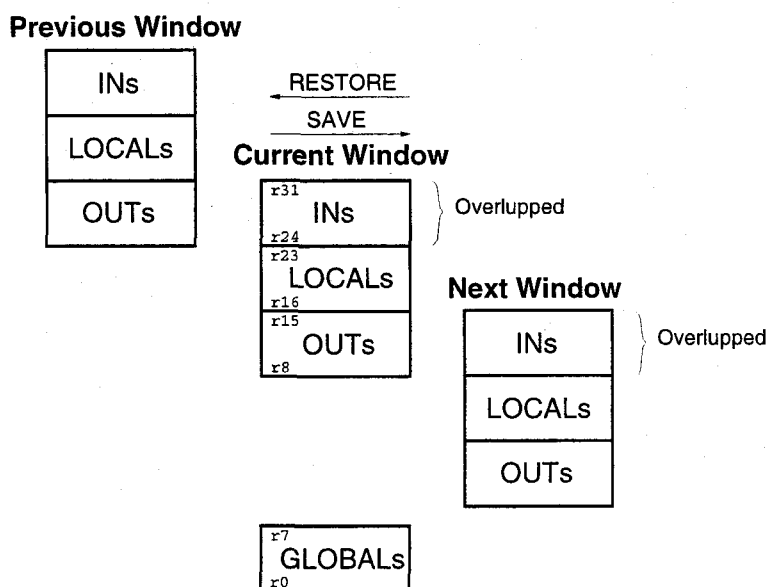 Previous Window
INs
LOCALs
OUTs
RESTORE
SAVE
Current Window
r31
INs
r24
Overlupped
r23
LOCALs
r16
r15
OUTs
r8
Next Window
INs
Overlupped
LOCALs
OUTs
r7
GLOBALs
r0